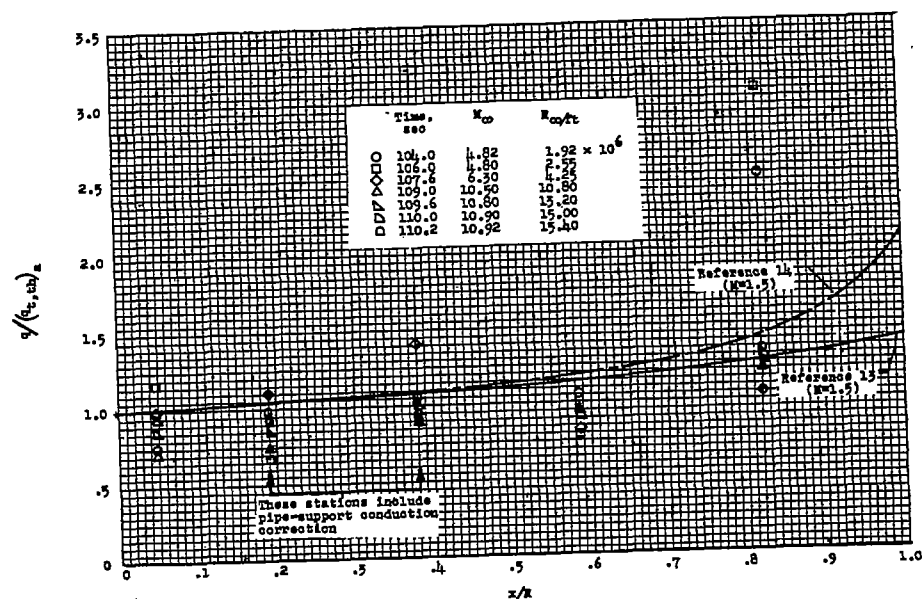 3.5
3.0
2.5
2.0
1.5
1.0
.5
0
q/(q_t,th)_a
Time, sec M∞ R∞/ft
104.0 4.82 1.92 × 10^6
106.0 4.80 2.55
107.6 6.30 4.25
109.0 10.50 10.80
109.6 10.80 13.20
110.0 10.90 15.00
110.2 10.92 15.40
Reference 14
(M=1.5)
Reference 13
(M=1.5)
These stations include
pipe-support conduction
correction
0 .1 .2 .3 .4 .5 .6 .7 .8 .9 1.0
x/R